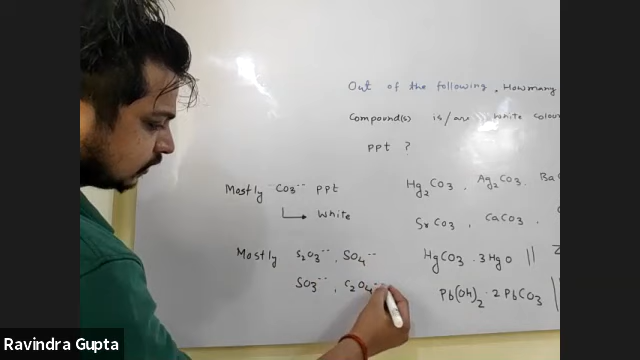 Out of the following, How many
Compound(s) is/are white colou
ppt ?
Mostly CO3-- ppt
White
Hg2CO3, Ag2CO3. Ba
SrCO3, CaCO3,
Mostly S2O3--, SO4--
SO3--, C2O4--
HgCO3 . 3HgO ||
Pb(OH)2 . 2PbCO3
Ravindra Gupta